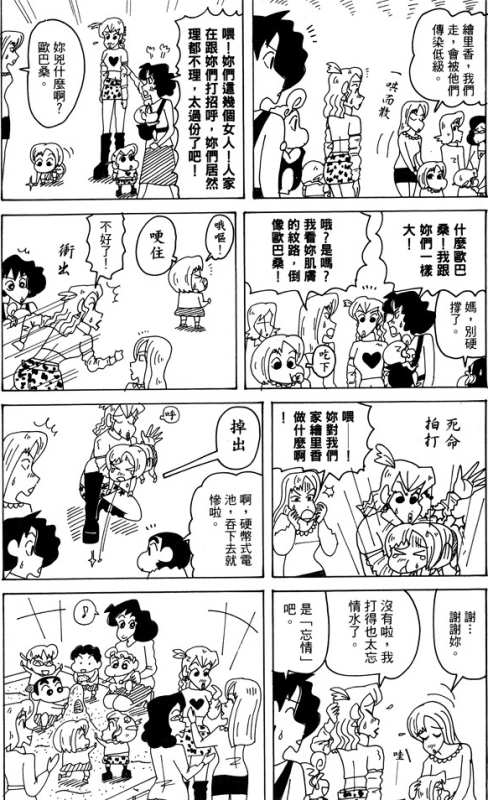 繪里香，我們
走，會被他們
傳染低級。
一哄而散
喂！妳們這幾個女人！人家
在跟妳們打招呼，妳們居然
理都不理，太過份了吧！
妳兇什麼啊？
歐巴桑。
什麼歐巴
桑！我跟
妳們一樣
大！
媽，別硬
撐了。
哦？是嗎？
我看妳肌膚
的紋路，倒
像歐巴桑！
吃下
哦嘔！
哽住
不好了！
衝出
死命
拍打
喂！
妳對我們
家繪里香
做什麼啊
！
掉出
呼
啊，硬幣式電
池，吞下去就
慘啦。
謝…
謝謝妳。
沒有啦，我
打得也太忘
情水了。
是「忘情」
吧。
哇